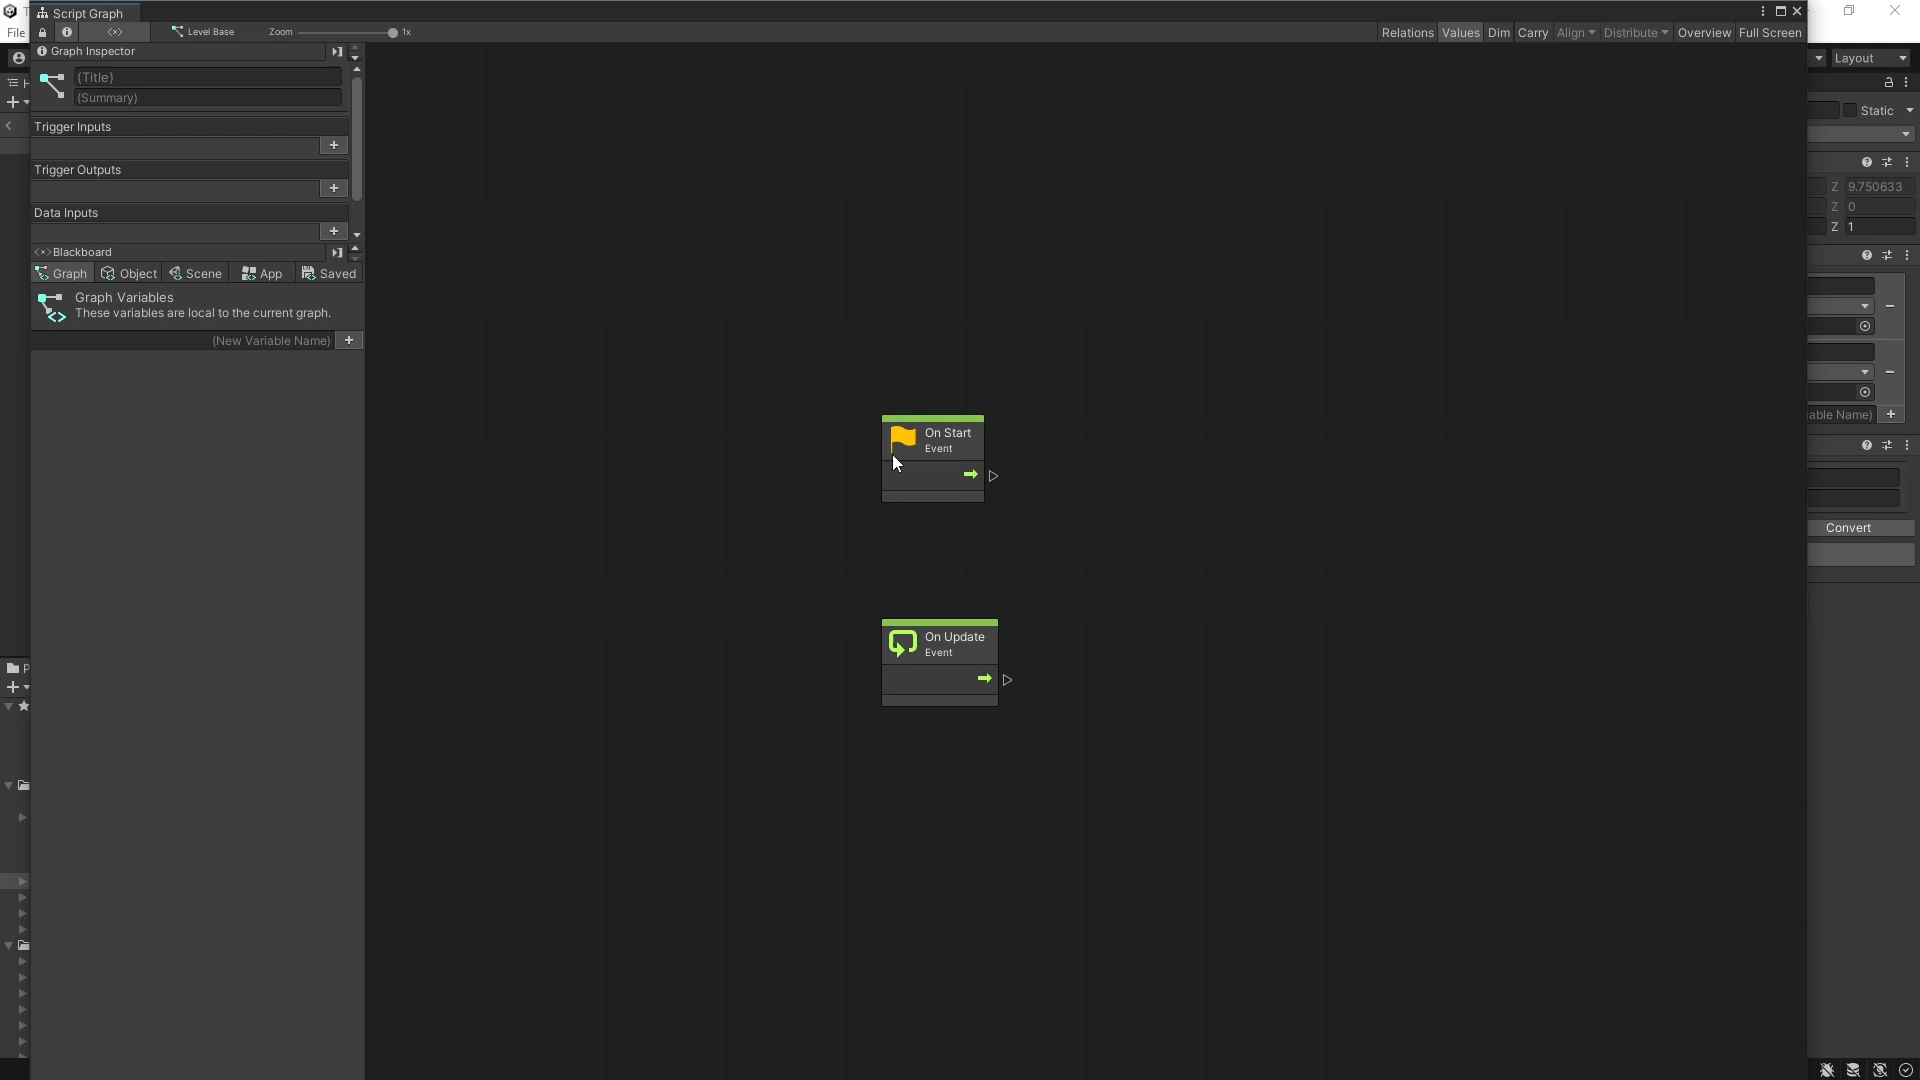 Script Graph
File
Level Base
Zoom
1x
Relations
Values
Dim
Carry
Align
Distribute
Overview
Full Screen
Graph Inspector
Layout
(Title)
(Summary)
Static
Trigger Inputs
Trigger Outputs
Z 9.750633
Z 0
Data Inputs
Z 1
<×> Blackboard
Graph
Object
Scene
App
Saved
Graph Variables
These variables are local to the current graph.
(New Variable Name)
able Name)
On Start
Event
Convert
On Update
Event
P